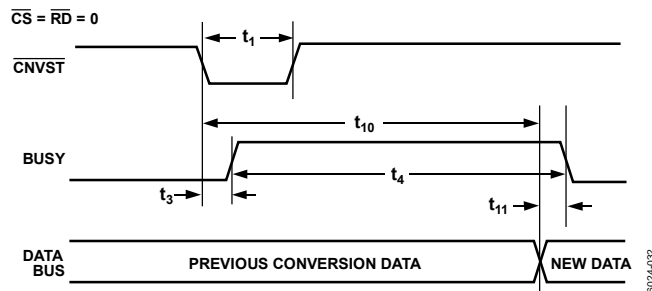 CS = RD = 0
t1
CNVST
t10
BUSY
t3
t4
t11
DATA BUS
PREVIOUS CONVERSION DATA
NEW DATA